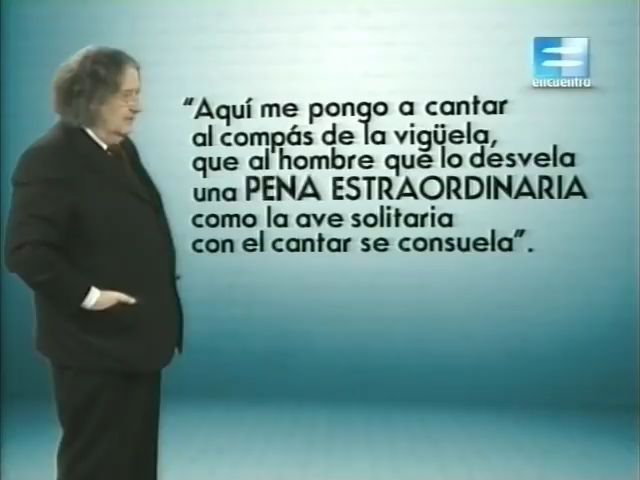 encuentro
"Aquí me pongo a cantar
al compás de la vigüela,
que al hombre que lo desvela
una PENA ESTRAORDINARIA
como la ave solitaria
con el cantar se consuela".